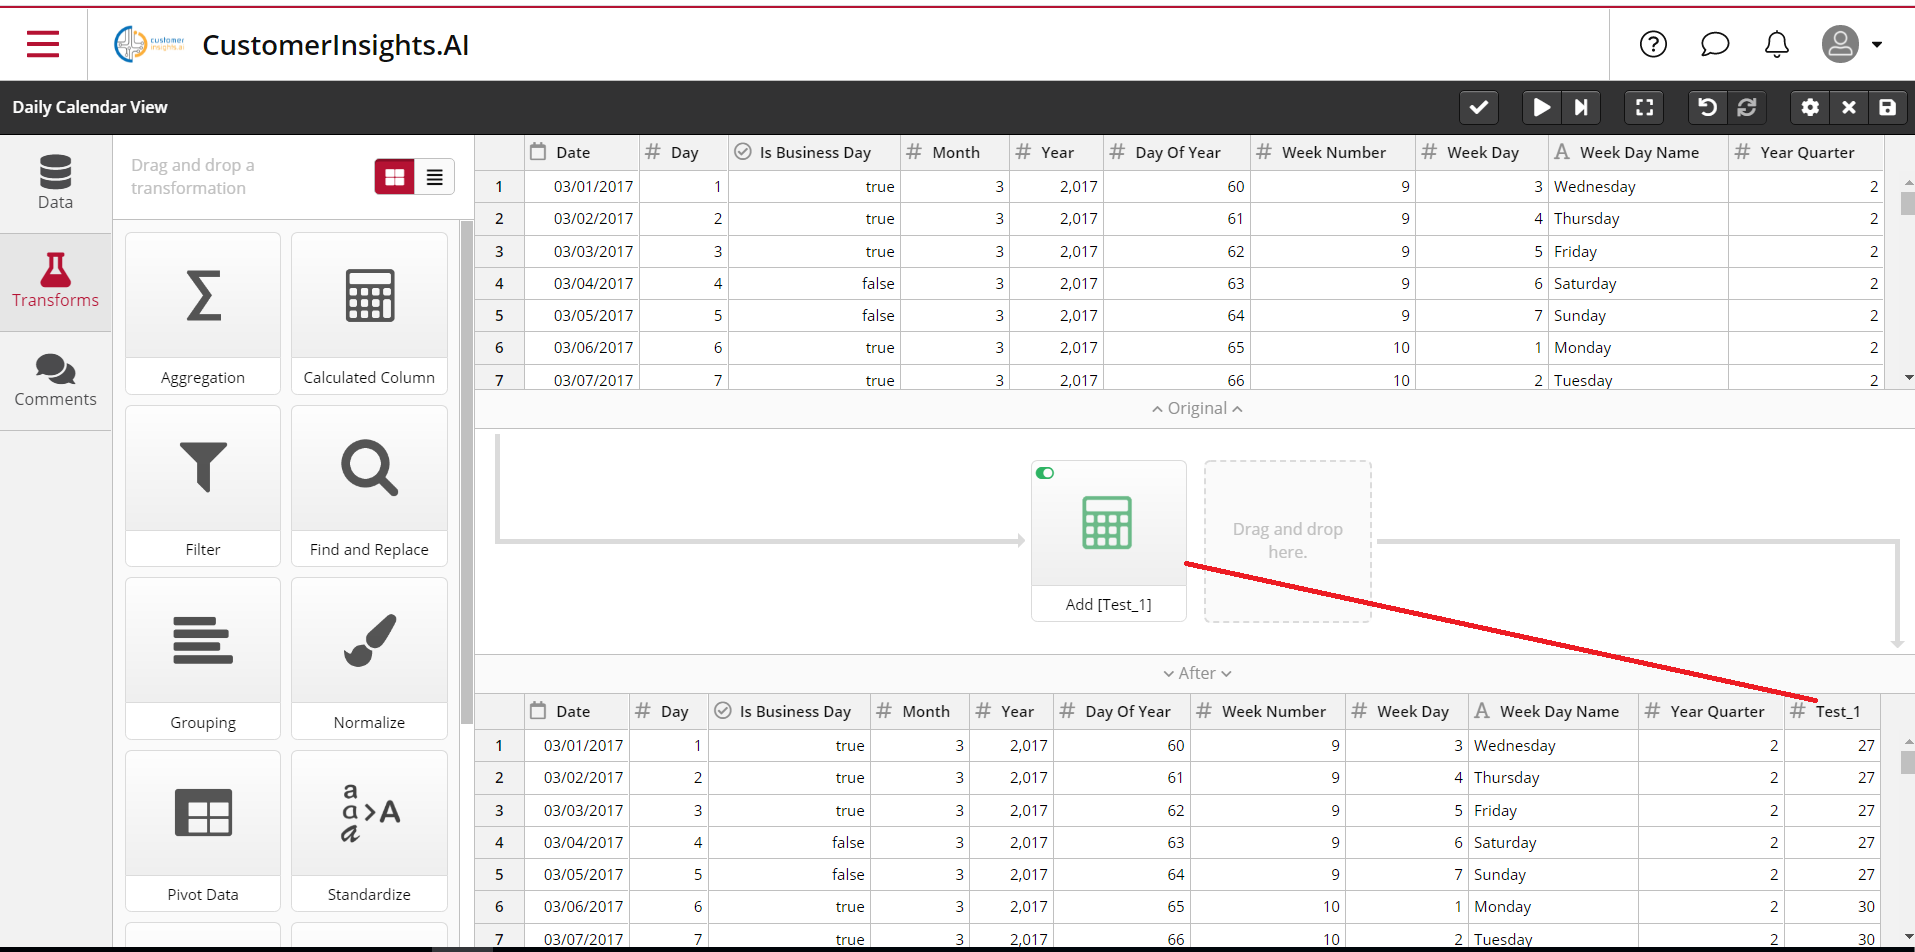 customer
insights.ai
CustomerInsights.AI
Daily Calendar View
Data
Transforms
Comments
Drag and drop a
transformation
Aggregation
Calculated Column
Filter
Find and Replace
Grouping
Normalize
Pivot Data
a
a>A
a
Standardize
Date # Day Is Business Day # Month # Year # Day Of Year # Week Number # Week Day A Week Day Name # Year Quarter
1 03/01/2017 1 true 3 2,017 60 9 3 Wednesday 2
2 03/02/2017 2 true 3 2,017 61 9 4 Thursday 2
3 03/03/2017 3 true 3 2,017 62 9 5 Friday 2
4 03/04/2017 4 false 3 2,017 63 9 6 Saturday 2
5 03/05/2017 5 false 3 2,017 64 9 7 Sunday 2
6 03/06/2017 6 true 3 2,017 65 10 1 Monday 2
7 03/07/2017 7 true 3 2,017 66 10 2 Tuesday 2
Original
Add [Test_1]
Drag and drop
here.
After
Date # Day Is Business Day # Month # Year # Day Of Year # Week Number # Week Day A Week Day Name # Year Quarter # Test_1
1 03/01/2017 1 true 3 2,017 60 9 3 Wednesday 2 27
2 03/02/2017 2 true 3 2,017 61 9 4 Thursday 2 27
3 03/03/2017 3 true 3 2,017 62 9 5 Friday 2 27
4 03/04/2017 4 false 3 2,017 63 9 6 Saturday 2 27
5 03/05/2017 5 false 3 2,017 64 9 7 Sunday 2 27
6 03/06/2017 6 true 3 2,017 65 10 1 Monday 2 30
7 03/07/2017 7 true 3 2,017 66 10 2 Tuesday 2 30